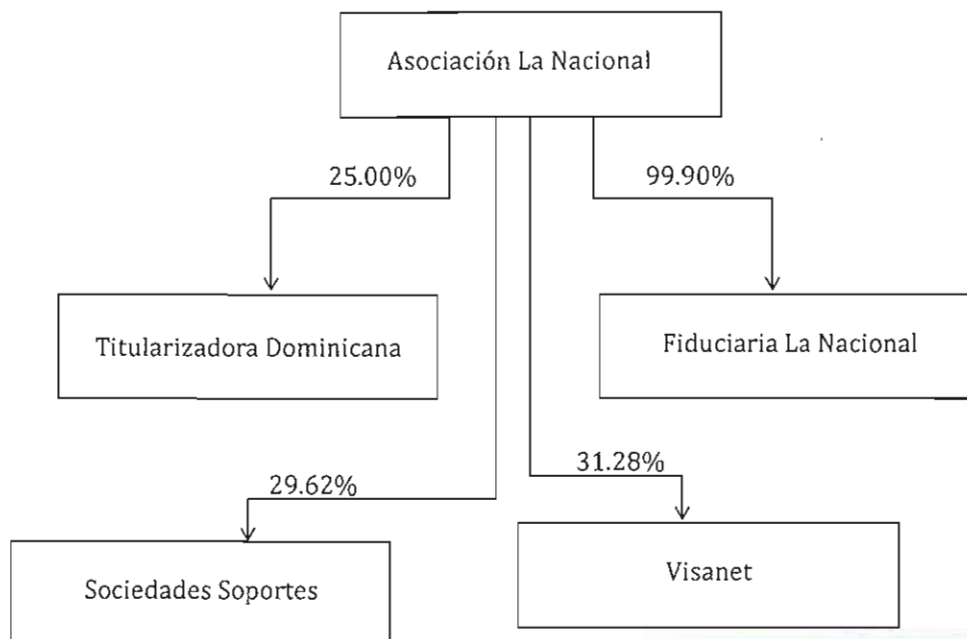 Asociación La Nacional
25.00%
99.90%
Titularizadora Dominicana
Fiduciaria La Nacional
29.62%
31.28%
Sociedades Soportes
Visanet